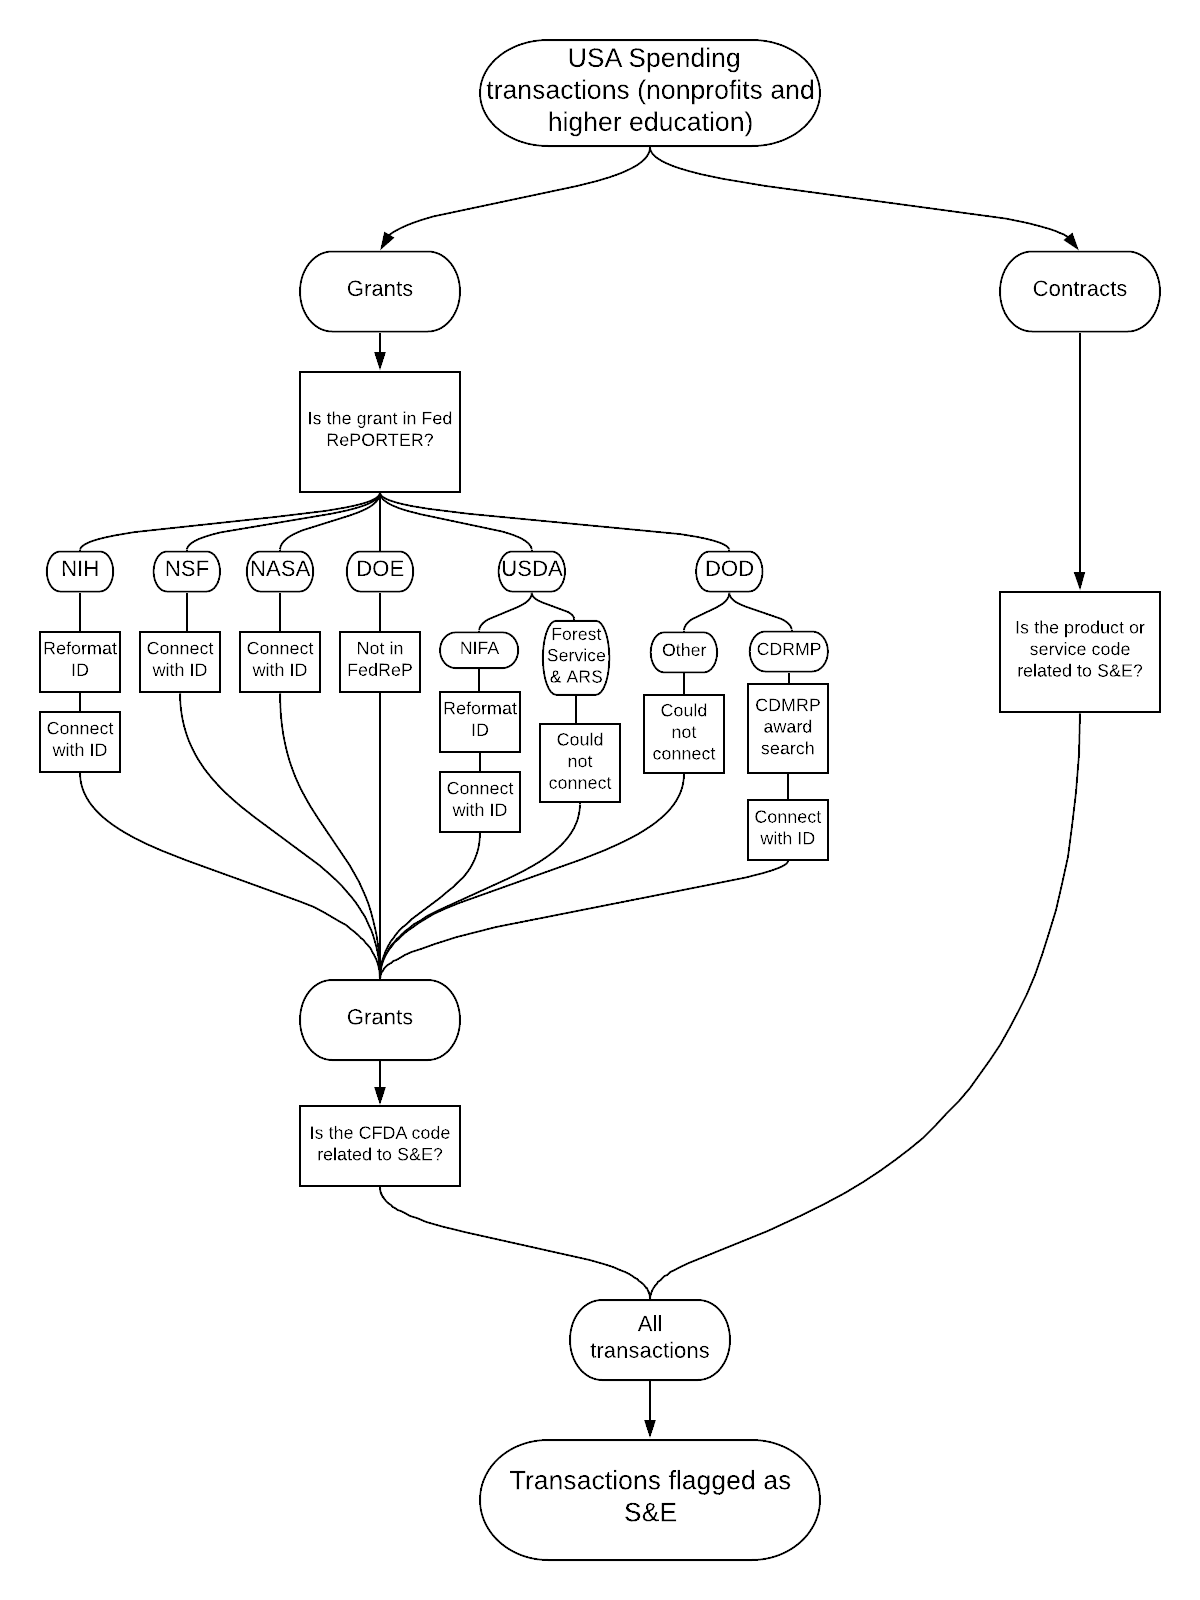 USA Spending
transactions (nonprofits and
higher education)
Grants
Contracts
Is the grant in Fed
RePORTER?
NIH
NSF
NASA
DOE
USDA
DOD
Reformat
ID
Connect
with ID
Connect
with ID
Connect
with ID
Not in
FedReP
NIFA
Reformat
ID
Connect
with ID
Forest
Service
& ARS
Could
not
connect
Other
Could
not
connect
CDRMP
CDMRP
award
search
Connect
with ID
Is the product or
service code
related to S&E?
Grants
Is the CFDA code
related to S&E?
All
transactions
Transactions flagged as
S&E